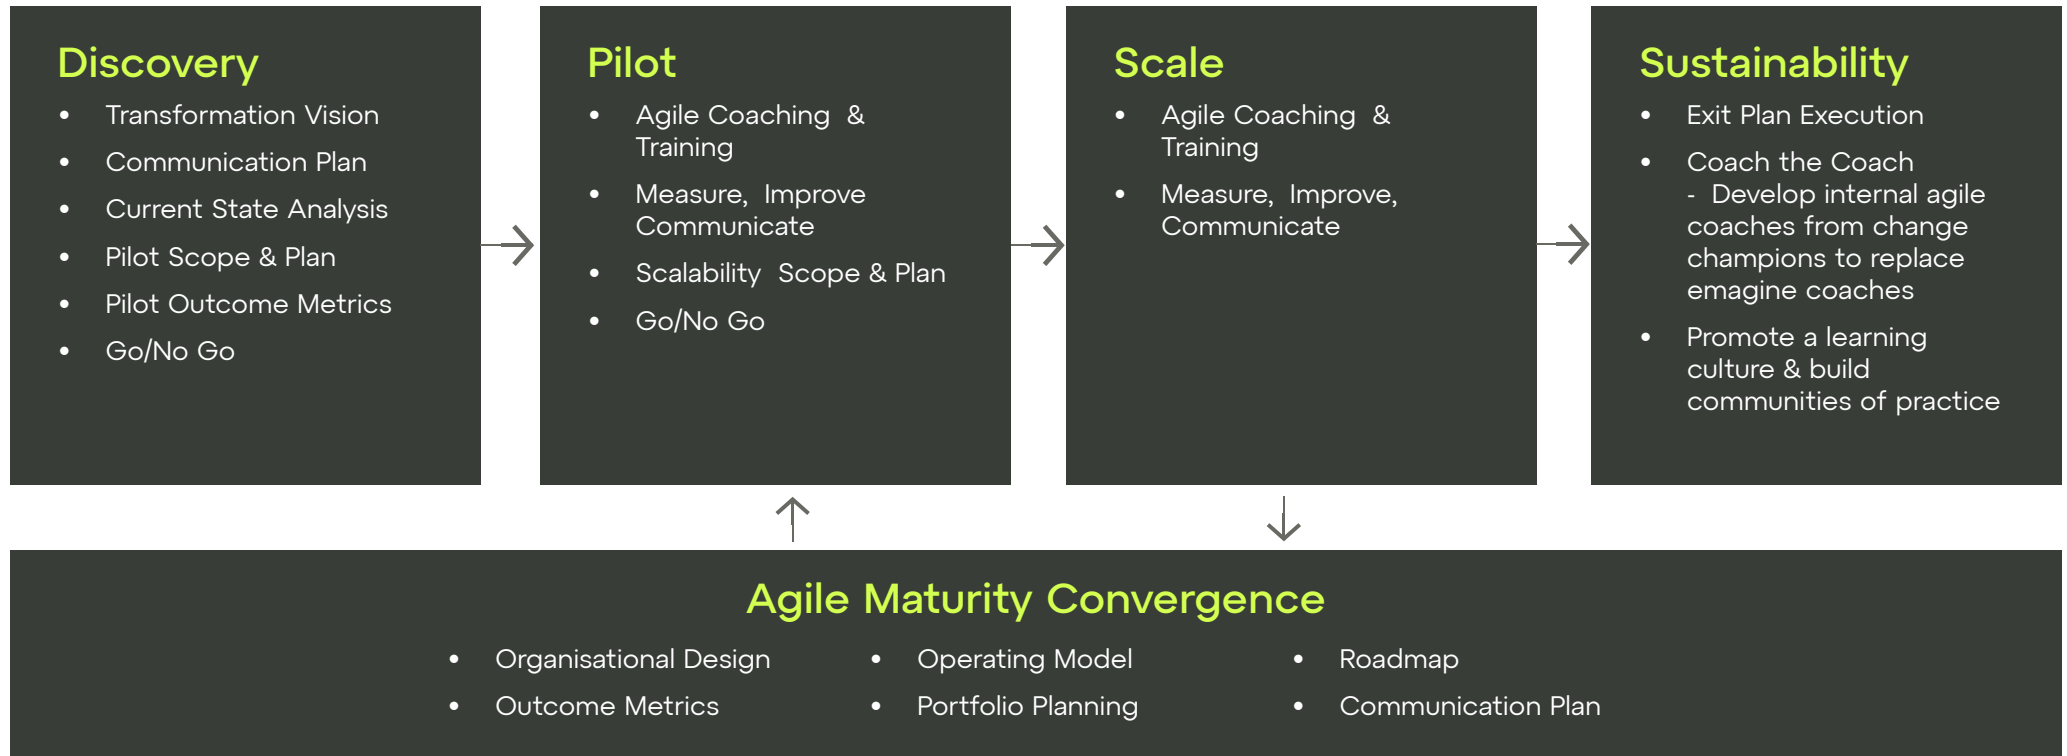 Discovery
• Transformation Vision
• Communication Plan
• Current State Analysis
• Pilot Scope & Plan
• Pilot Outcome Metrics
• Go/No Go
Pilot
• Agile Coaching &
Training
• Measure, Improve
Communicate
• Scalability Scope & Plan
• Go/No Go
Scale
• Agile Coaching &
Training
• Measure, Improve,
Communicate
Sustainability
• Exit Plan Execution
• Coach the Coach
- Develop internal agile
coaches from change
champions to replace
emagine coaches
• Promote a learning
culture & build
communities of practice
Agile Maturity Convergence
• Organisational Design
• Outcome Metrics
• Operating Model
• Portfolio Planning
• Roadmap
• Communication Plan